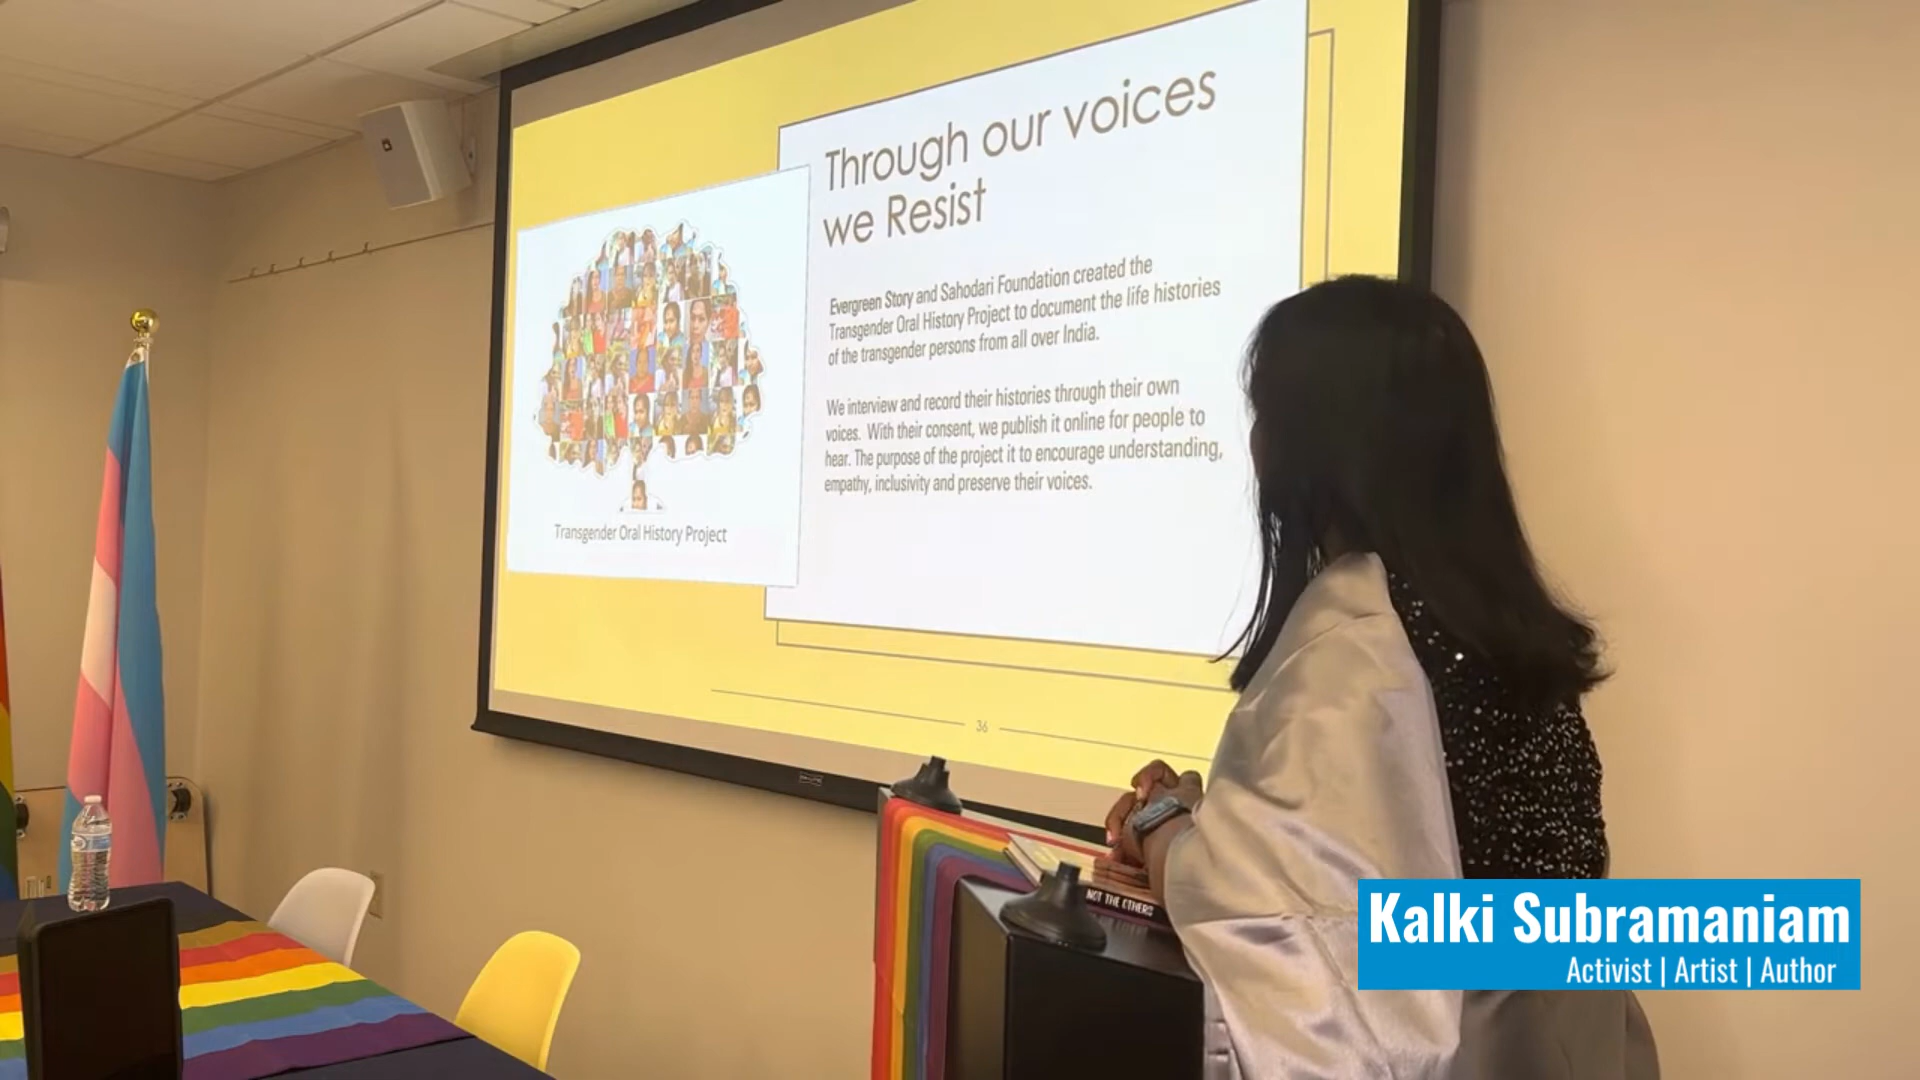 Through our voices
we Resist
Evergreen Story and Sahodari Foundation created the
Transgender Oral History Project to document the life histories
of the transgender persons from all over India.
We interview and record their histories through their own
voices. With their consent, we publish it online for people to
hear. The purpose of the project it to encourage understanding,
empathy, inclusivity and preserve their voices.
Transgender Oral History Project
36
NOT THE OTHERS
Kalki Subramaniam
Activist | Artist | Author